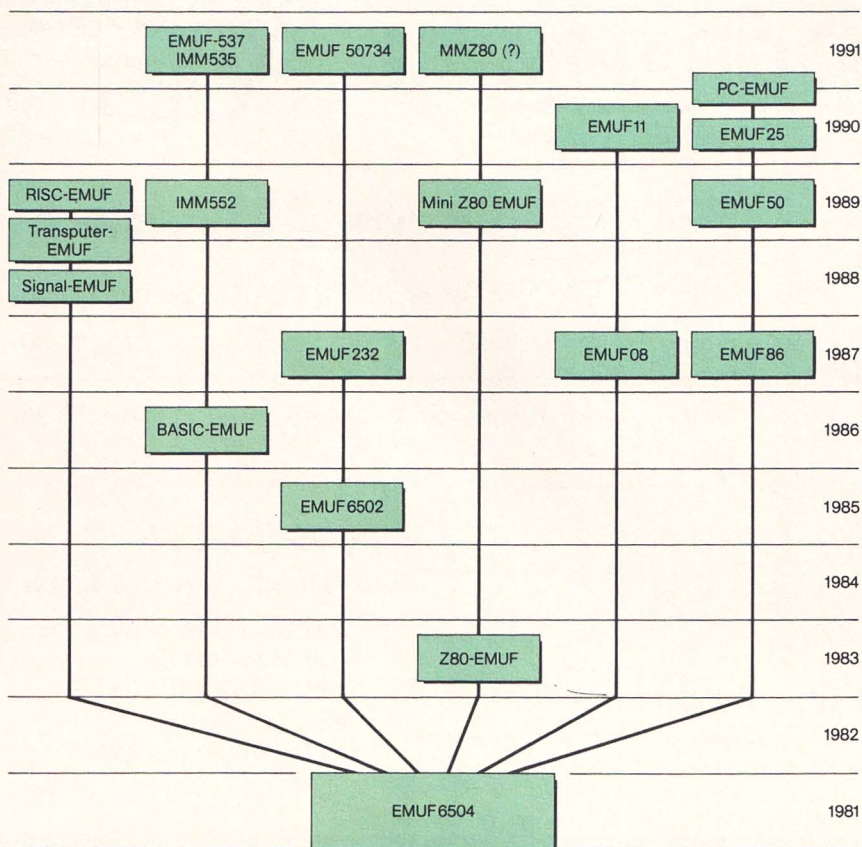 EMUF-537
IMM535
EMUF 50734
MMZ80 (?)
1991
PC-EMUF
EMUF11
EMUF25
1990
RISC-EMUF
IMM552
Mini Z80 EMUF
EMUF50
1989
Transputer-
EMUF
Signal-EMUF
1988
EMUF232
EMUF08
EMUF86
1987
BASIC-EMUF
1986
EMUF6502
1985
1984
Z80-EMUF
1983
1982
EMUF6504
1981